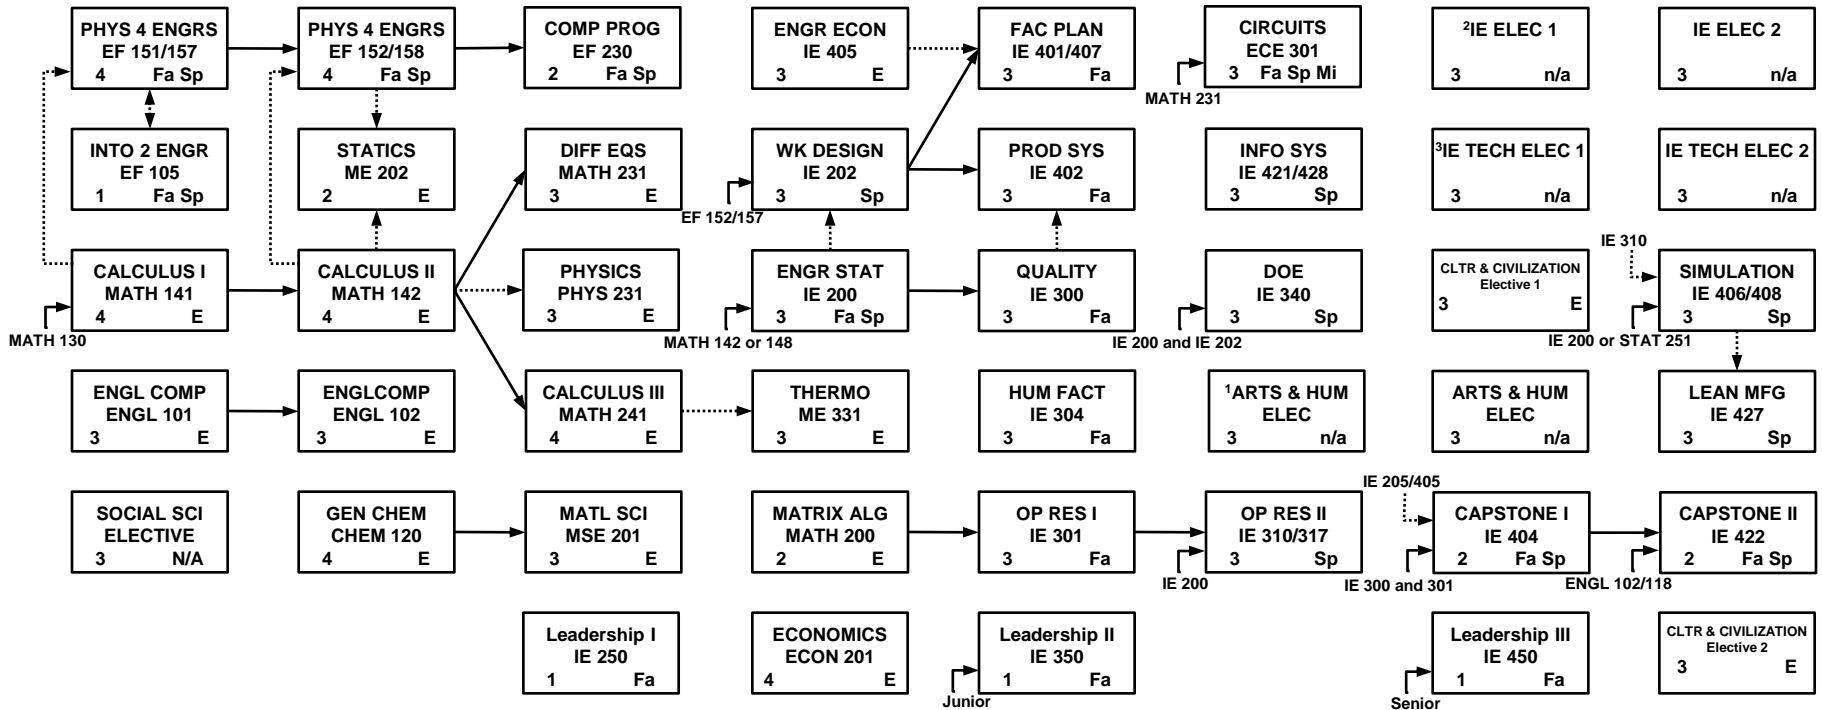 PHYS 4 ENGRS
EF 151/157
4 Fa Sp
PHYS 4 ENGRS
EF 152/158
4 Fa Sp
COMP PROG
EF 230
2 Fa Sp
ENGR ECON
IE 405
3 E
FAC PLAN
IE 401/407
3 Fa
CIRCUITS
ECE 301
3 Fa Sp Mi
MATH 231
²IE ELEC 1
3 n/a
IE ELEC 2
3 n/a
INTO 2 ENGR
EF 105
1 Fa Sp
STATICS
ME 202
2 E
DIFF EQS
MATH 231
3 E
WK DESIGN
IE 202
3 Sp
EF 152/157
PROD SYS
IE 402
3 Fa
INFO SYS
IE 421/428
3 Sp
³IE TECH ELEC 1
3 n/a
IE TECH ELEC 2
3 n/a
CALCULUS I
MATH 141
4 E
MATH 130
CALCULUS II
MATH 142
4 E
PHYSICS
PHYS 231
3 E
ENGR STAT
IE 200
3 Fa Sp
MATH 142 or 148
QUALITY
IE 300
3 Fa
DOE
IE 340
3 Sp
IE 200 and IE 202
CLTR & CIVILIZATION
Elective 1
3 E
IE 310
SIMULATION
IE 406/408
3 Sp
IE 200 or STAT 251
ENGL COMP
ENGL 101
3 E
ENGLCOMP
ENGL 102
3 E
CALCULUS III
MATH 241
4 E
THERMO
ME 331
3 E
HUM FACT
IE 304
3 Fa
¹ARTS & HUM
ELEC
3 n/a
ARTS & HUM
ELEC
3 n/a
LEAN MFG
IE 427
3 Sp
SOCIAL SCI
ELECTIVE
3 N/A
GEN CHEM
CHEM 120
4 E
MATL SCI
MSE 201
3 E
MATRIX ALG
MATH 200
2 E
OP RES I
IE 301
3 Fa
OP RES II
IE 310/317
3 Sp
IE 200
IE 205/405
CAPSTONE I
IE 404
2 Fa Sp
IE 300 and 301
CAPSTONE II
IE 422
2 Fa Sp
ENGL 102/118
Leadership I
IE 250
1 Fa
ECONOMICS
ECON 201
4 E
Leadership II
IE 350
1 Fa
Junior
Leadership III
IE 450
1 Fa
Senior
CLTR & CIVILIZATION
Elective 2
3 E